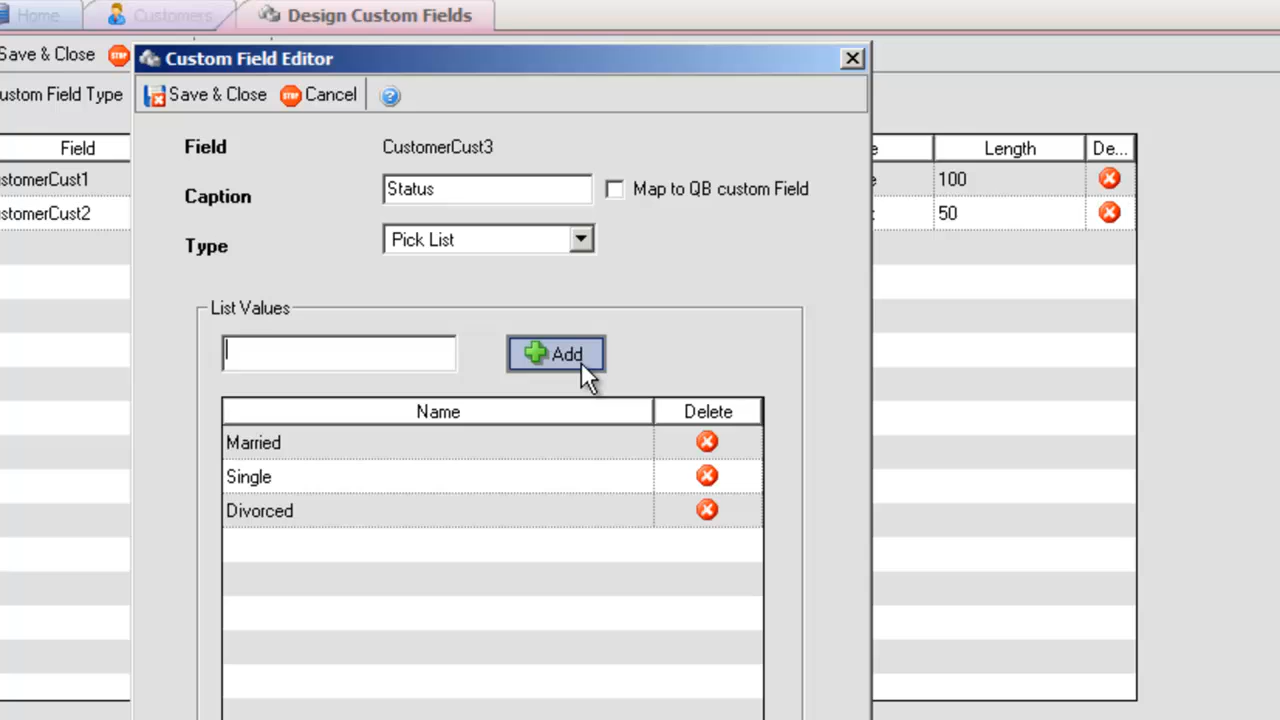 Home Customers Design Custom Fields
Save & Close STOP
Custom Field Editor
Save & Close STOP Cancel ?
ustom Field Type
Field CustomerCust3
Caption Status Map to QB custom Field
Type Pick List
Field Length De...
stomerCust1 e 100
stomerCust2 50
List Values
Add
Name Delete
Married
Single
Divorced